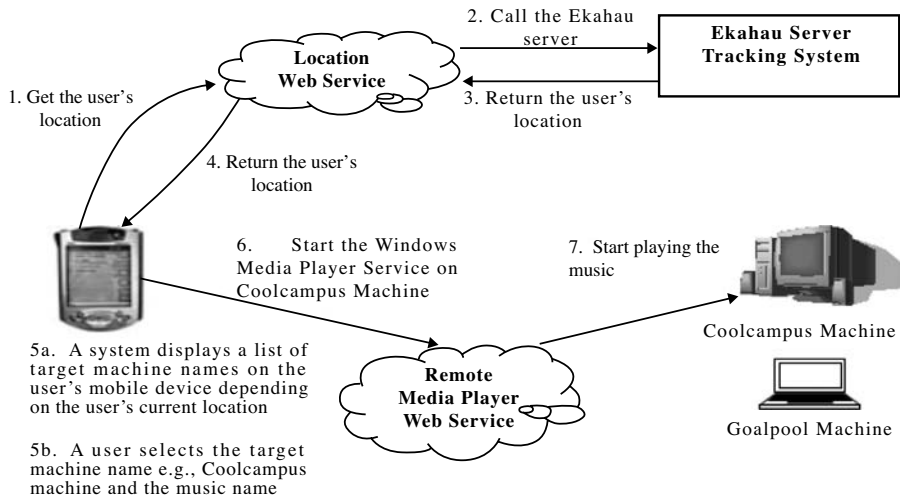 2. Call the Ekahau
server
Ekahau Server
Tracking System
Location
Web Service
1. Get the user's
location
3. Return the user's
location
4. Return the user's
location
6. Start the Windows
Media Player Service on
Coolcampus Machine
7. Start playing the
music
Coolcampus Machine
5a. A system displays a list of
target machine names on the
user's mobile device depending
on the user's current location
Remote
Media Player
Web Service
Goalpool Machine
5b. A user selects the target
machine name e.g., Coolcampus
machine and the music name